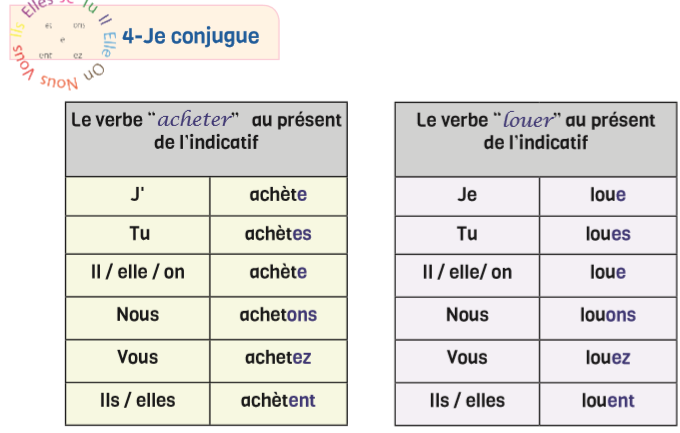 Ils Elles Je Tu Il Elle On Nous Vous
es ons
e
ent ez
4-Je conjugue
Le verbe “acheter” au présent
de l'indicatif
J' achète
Tu achètes
Il / elle / on achète
Nous achetons
Vous achetez
Ils / elles achètent
Le verbe “louer” au présent
de l'indicatif
Je loue
Tu loues
Il / elle/ on loue
Nous louons
Vous louez
Ils / elles louent